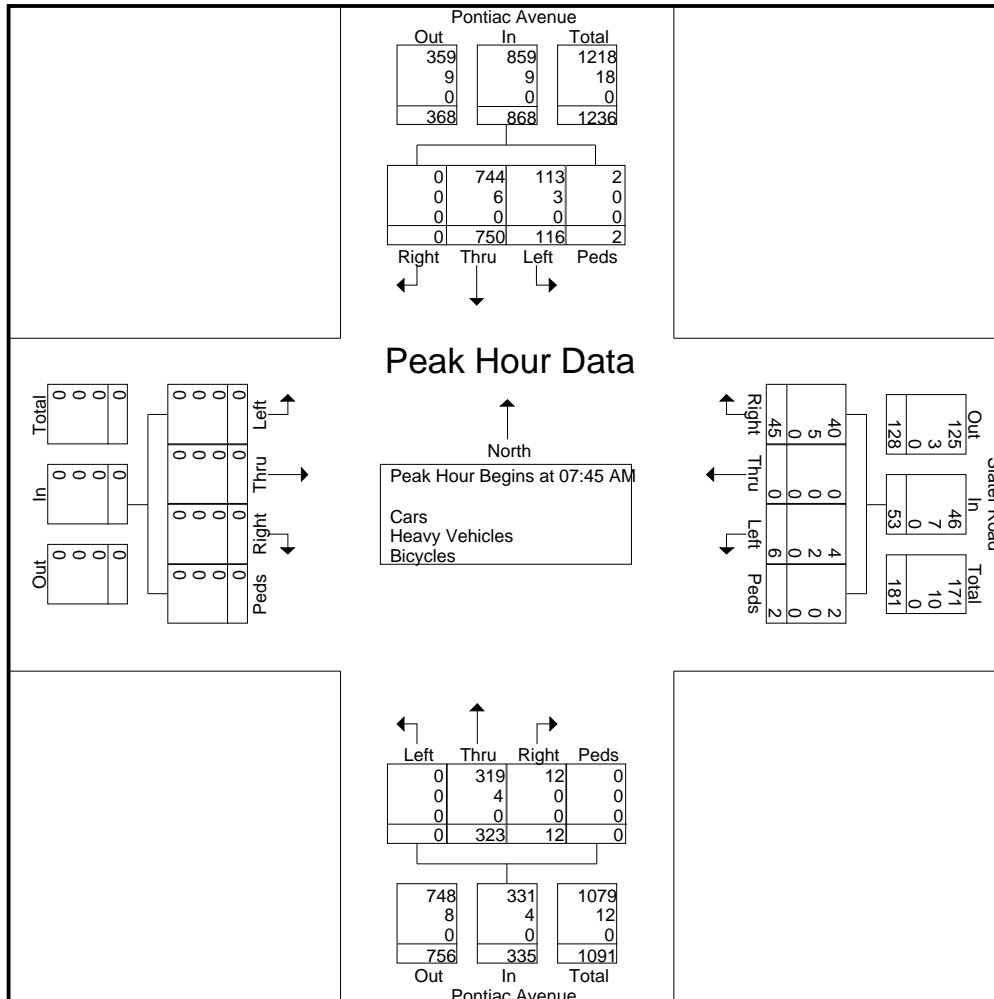 Pontiac Avenue
Out In Total
359 859 1218
9 9 18
0 0 0
368 868 1236
0 744 113 2
0 6 3 0
0 0 0 0
0 750 116 2
Right Thru Left Peds
Peak Hour Data
North
Peak Hour Begins at 07:45 AM
Cars
Heavy Vehicles
Bicycles
Total
0 0 0 0
In
0 0 0 0
Out
0 0 0 0
Left
0 0 0 0
Thru
0 0 0 0
Right
0 0 0 0
Peds
0 0 0 0
Right
40 5 0 45
Thru
0 0 0 0
Left
4 2 0 6
Peds
2 0 0 2
Slater Road
Out
125 3 0 128
In
46 7 0 53
Total
171 10 0 181
Left Thru Right Peds
0 319 12 0
0 4 0 0
0 0 0 0
0 323 12 0
748 331 1079
8 4 12
0 0 0
756 335 1091
Out In Total
Pontiac Avenue